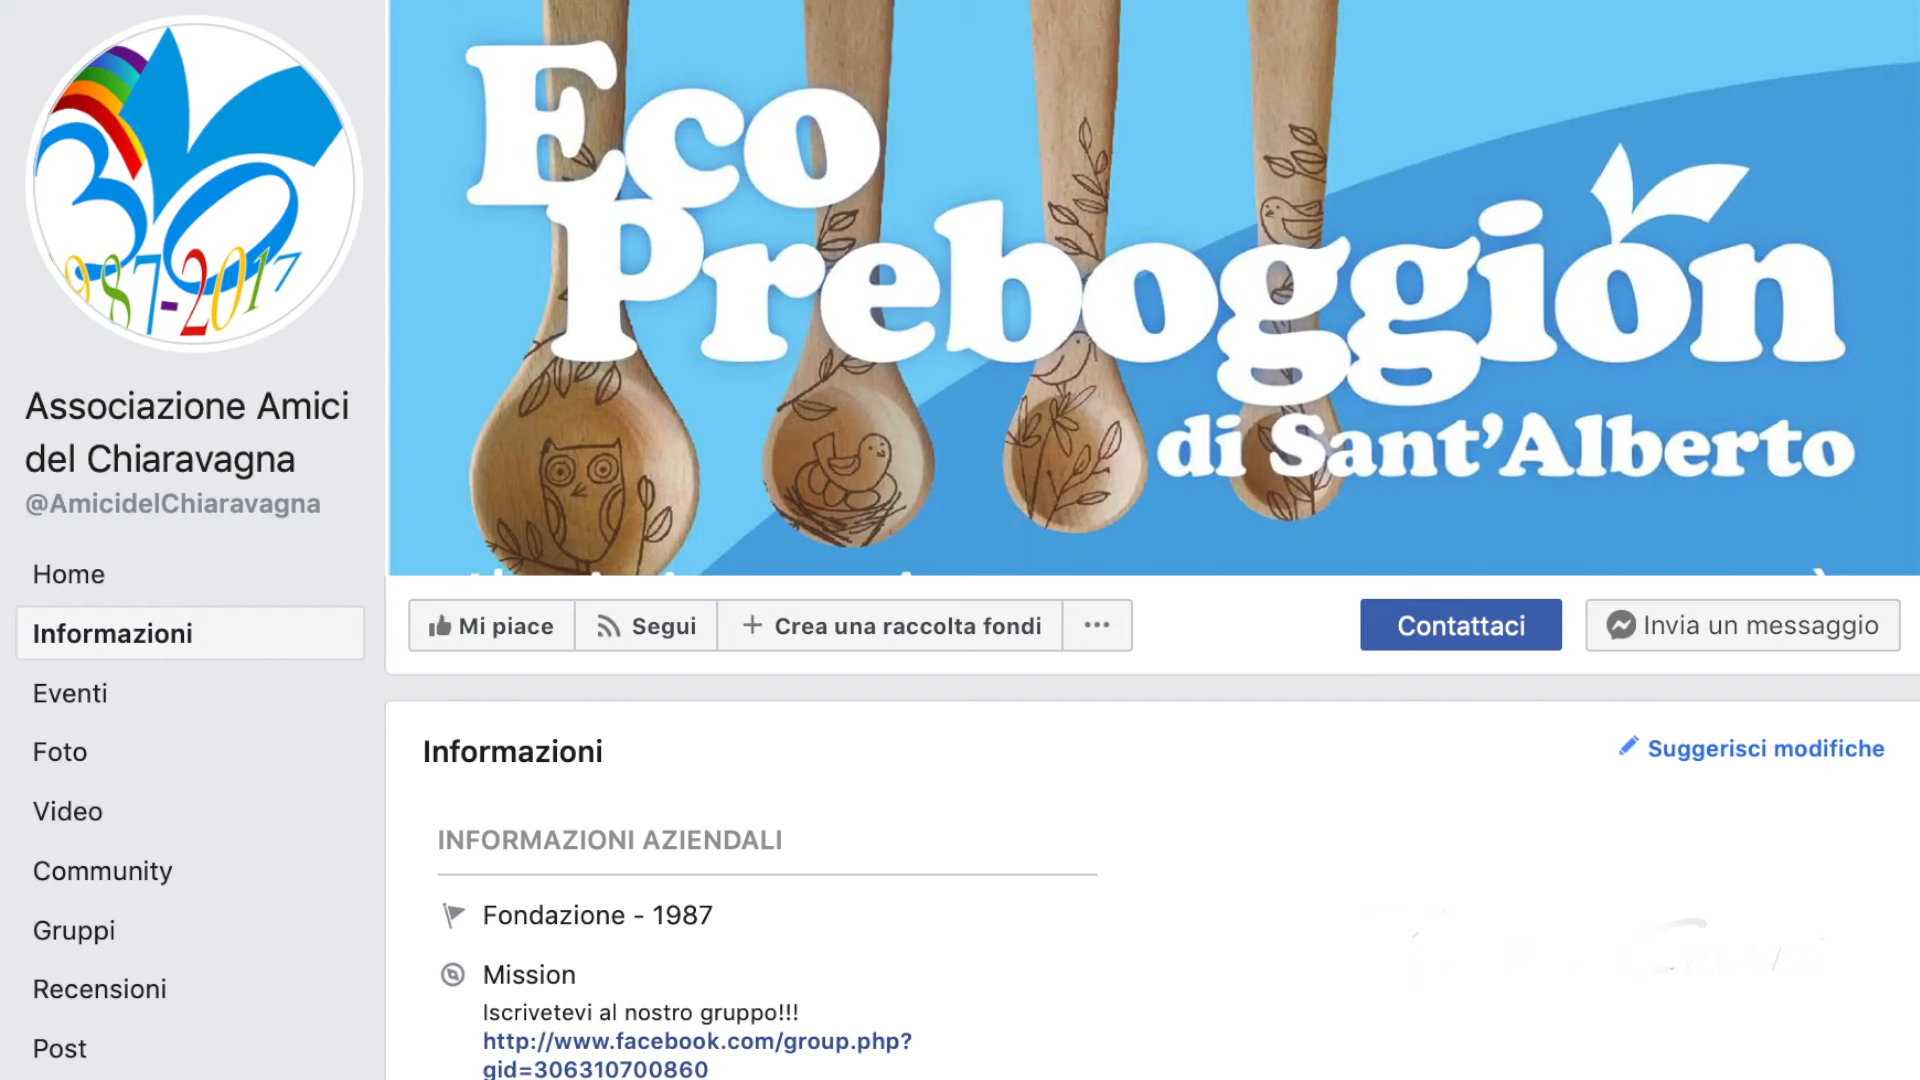 30
1987-2017
Associazione Amici
del Chiaravagna
@AmicidelChiaravagna
Home
Informazioni
Eventi
Foto
Video
Community
Gruppi
Recensioni
Post
Eco
Preboggión
di Sant'Alberto
Mi piace
Segui
+ Crea una raccolta fondi
...
Contattaci
Invia un messaggio
Informazioni
Suggerisci modifiche
INFORMAZIONI AZIENDALI
Fondazione - 1987
Mission
Iscrivetevi al nostro gruppo!!!
http://www.facebook.com/group.php?
gid=306310700860